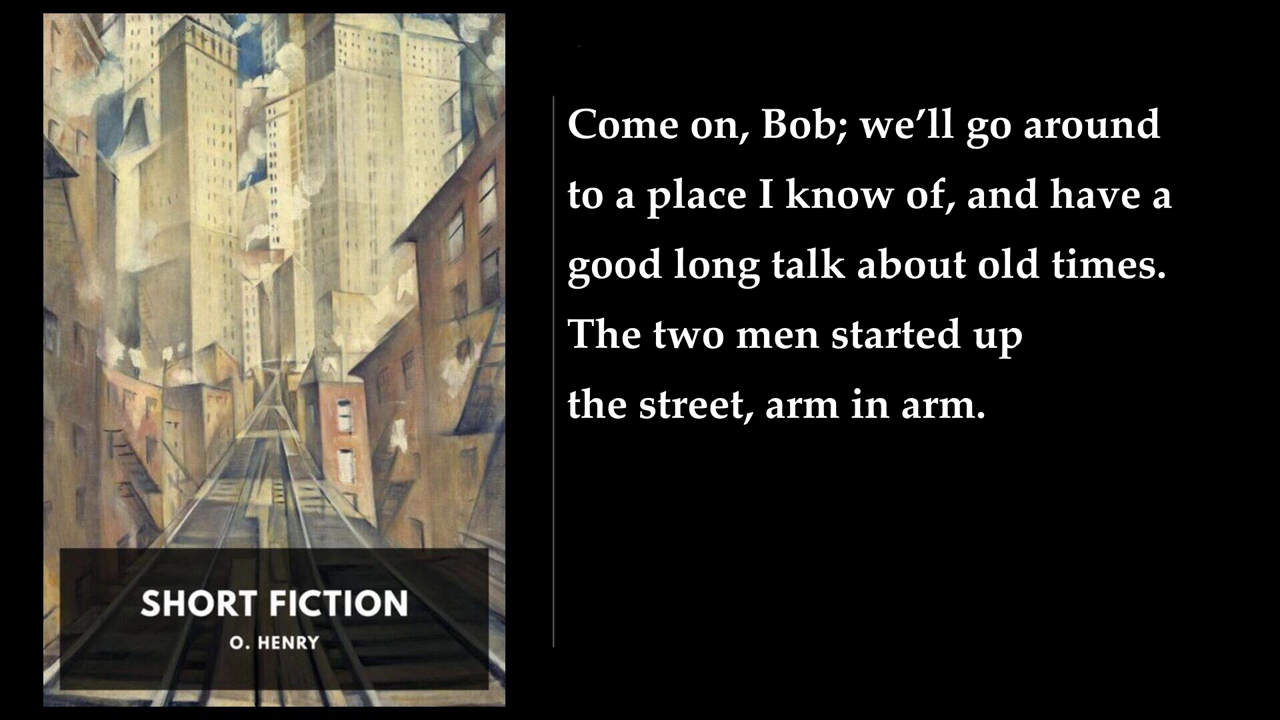 Come on, Bob; we’ll go around
to a place I know of, and have a
good long talk about old times.
The two men started up
the street, arm in arm.
SHORT FICTION
O. HENRY